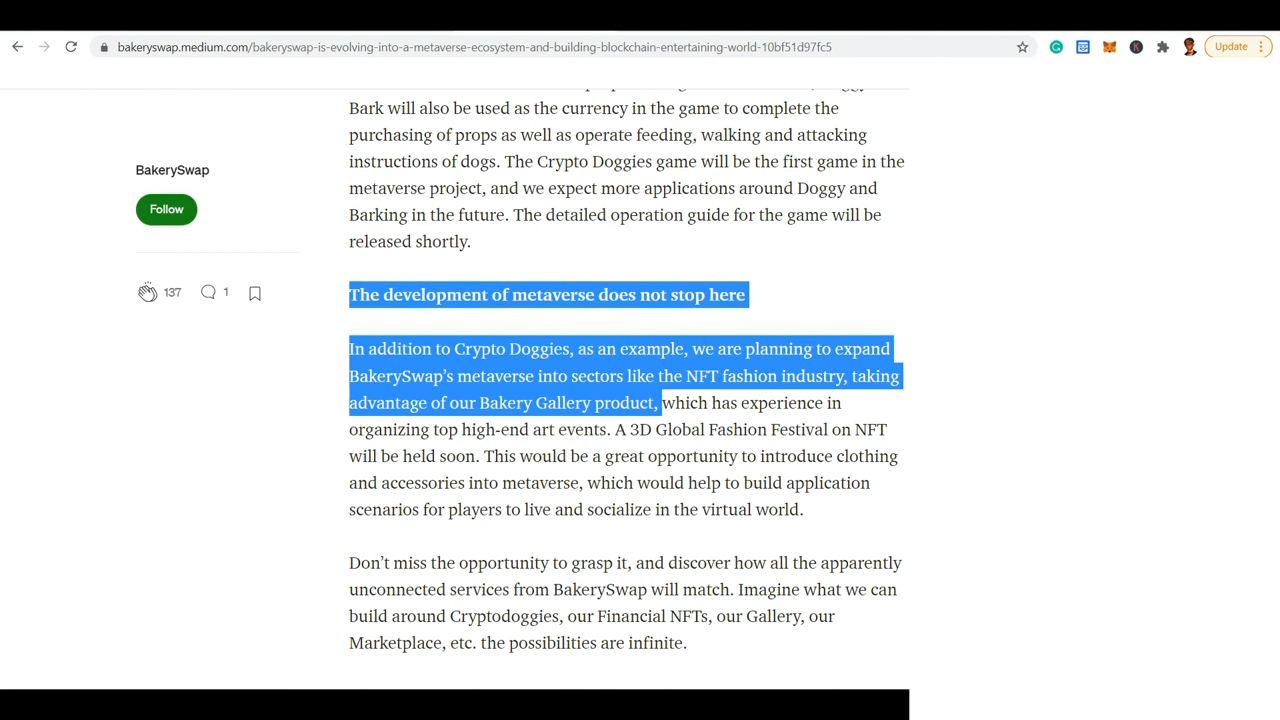 bakeryswap.medium.com/bakeryswap-is-evolving-into-a-metaverse-ecosystem-and-building-blockchain-entertaining-world-10bf51d97fc5
Update
Bark will also be used as the currency in the game to complete the
purchasing of props as well as operate feeding, walking and attacking
instructions of dogs. The Crypto Doggies game will be the first game in the
metaverse project, and we expect more applications around Doggy and
Barking in the future. The detailed operation guide for the game will be
released shortly.
BakerySwap
Follow
137
1
The development of metaverse does not stop here
In addition to Crypto Doggies, as an example, we are planning to expand
BakerySwap’s metaverse into sectors like the NFT fashion industry, taking
advantage of our Bakery Gallery product, which has experience in
organizing top high-end art events. A 3D Global Fashion Festival on NFT
will be held soon. This would be a great opportunity to introduce clothing
and accessories into metaverse, which would help to build application
scenarios for players to live and socialize in the virtual world.
Don’t miss the opportunity to grasp it, and discover how all the apparently
unconnected services from BakerySwap will match. Imagine what we can
build around Cryptodoggies, our Financial NFTs, our Gallery, our
Marketplace, etc. the possibilities are infinite.